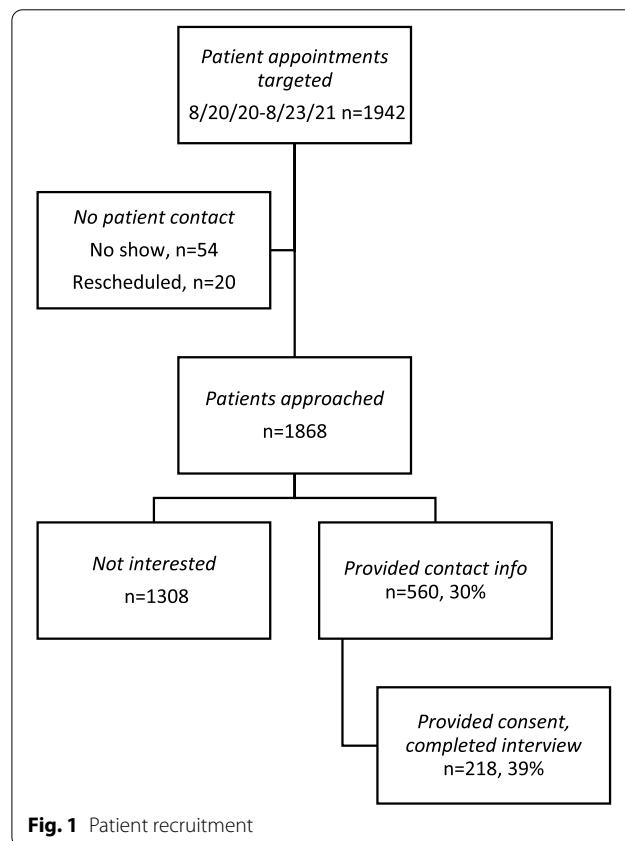 Patient appointments
targeted
8/20/20-8/23/21 n=1942
No patient contact
No show, n=54
Rescheduled, n=20
Patients approached
n=1868
Not interested
n=1308
Provided contact info
n=560, 30%
Provided consent,
completed interview
n=218, 39%
Fig. 1 Patient recruitment